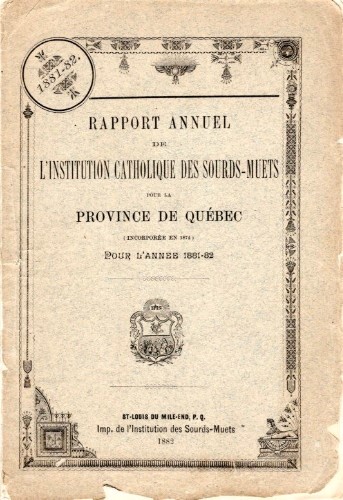 1881-82.
RAPPORT ANNUEL
DE
L'INSTITUTION CATHOLIQUE DES SOURDS-MUETS
POUR LA
PROVINCE DE QUÉBEC
(INCORPORÉE EN 1874)
POUR L'ANNÉE 1881-82
ST-LOUIS DU MILE-END, P. Q.
Imp. de l'Institution des Sourds-Muets
1882